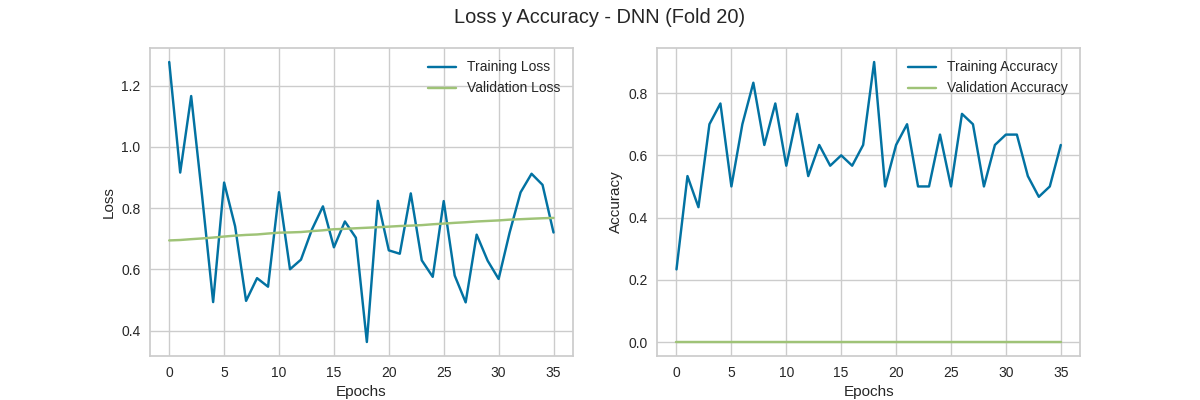 Loss y Accuracy - DNN (Fold 20)
Training Loss
Validation Loss
1.2
1.0
0.8
0.6
0.4
Loss
0 5 10 15 20 25 30 35
Epochs
Training Accuracy
Validation Accuracy
0.8
0.6
0.4
0.2
0.0
Accuracy
0 5 10 15 20 25 30 35
Epochs